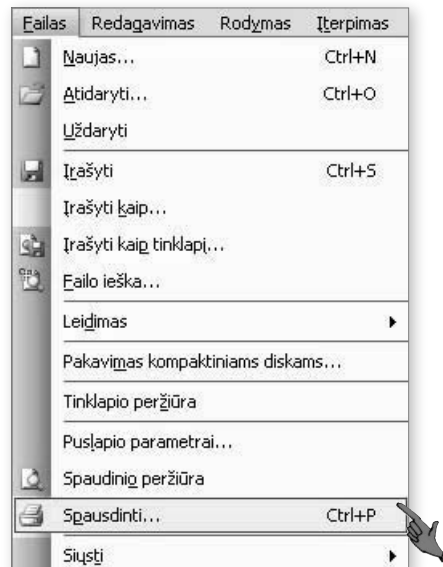 Failas Redagavimas Rodymas Įterpimas
Naujas... Ctrl+N
Atidaryti... Ctrl+O
Uždaryti
Įrašyti Ctrl+S
Įrašyti kaip...
Įrašyti kaip tinklapį...
Failo ieška...
Leidimas
Pakavimas kompaktiniams diskams...
Tinklapio peržiūra
Puslapio parametrai...
Spaudinio peržiūra
Spausdinti... Ctrl+P
Siųsti